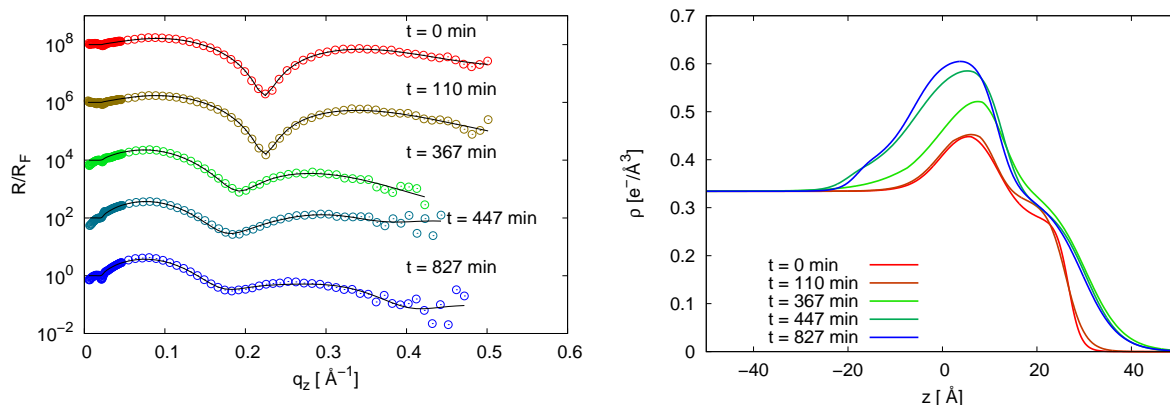 R/R_F
10^8
10^6
10^4
10^2
10^0
10^−2
t = 0 min
t = 110 min
t = 367 min
t = 447 min
t = 827 min
0 0.1 0.2 0.3 0.4 0.5 0.6
q_z [ Å^−1]
ρ [e^−/Å^3]
0.7
0.6
0.5
0.4
0.3
0.2
0.1
0
t = 0 min
t = 110 min
t = 367 min
t = 447 min
t = 827 min
−40 −20 0 20 40
z [ Å]